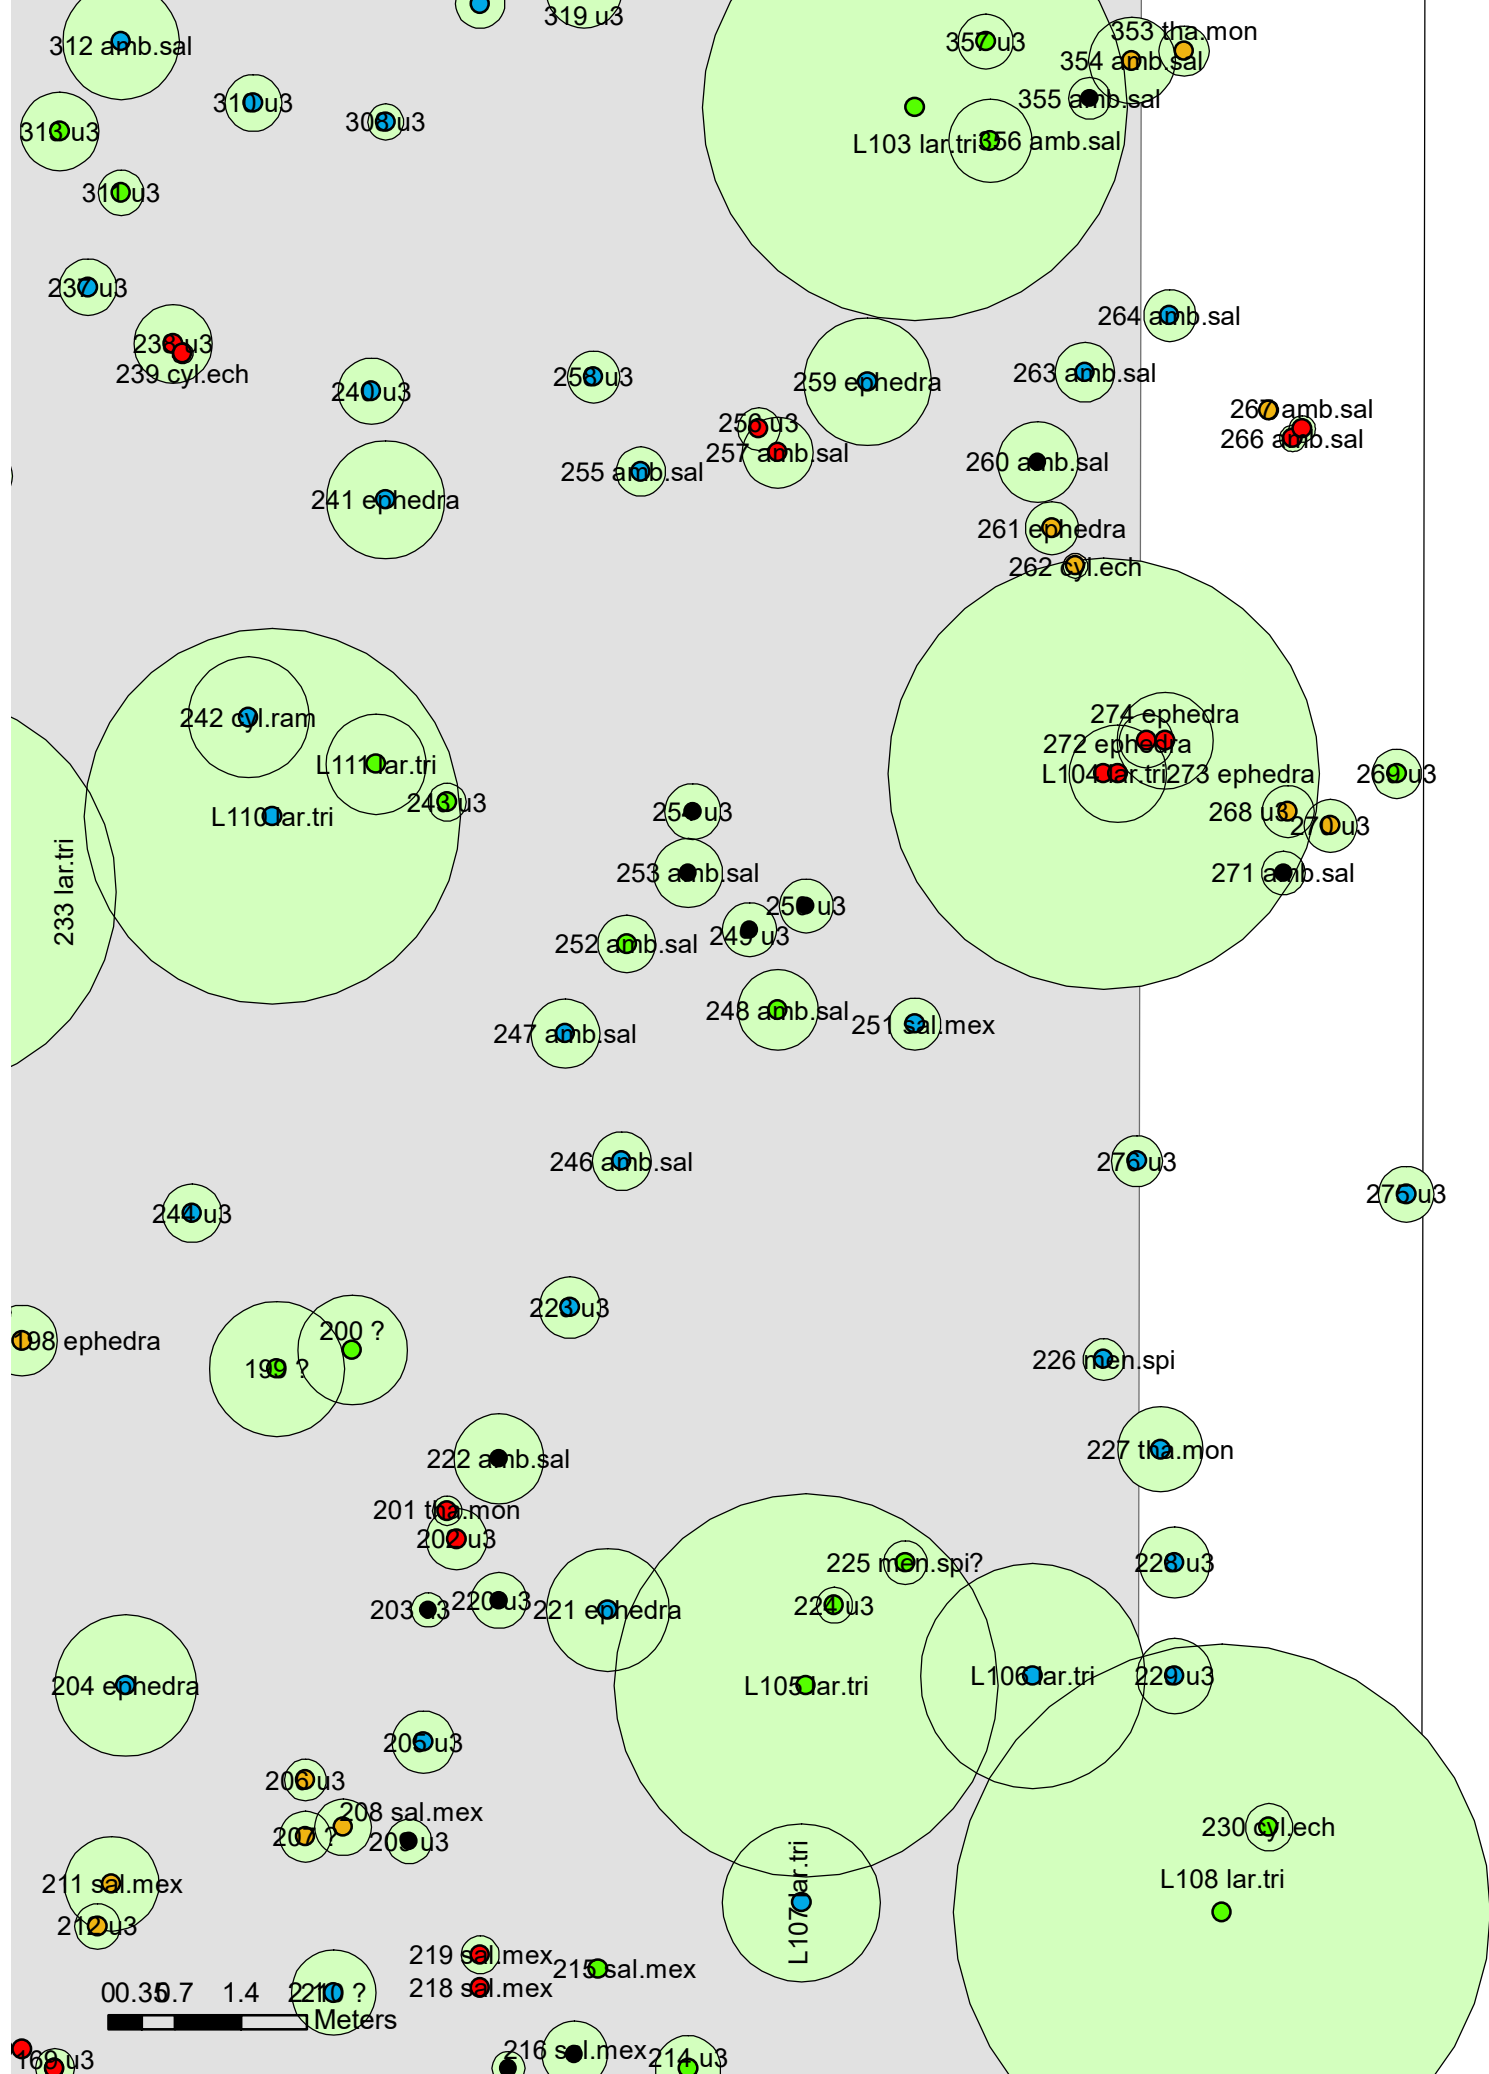 319 u3
353 tha.mon
312 amb.sal
357 u3
354 amb.sal
310 u3
355 amb.sal
308 u3
313 u3
L103 lar.tri
356 amb.sal
311 u3
237 u3
264 amb.sal
238 u3
239 cyl.ech
263 amb.sal
258 u3
259 ephedra
240 u3
267 amb.sal
256 u3
266 amb.sal
257 amb.sal
260 amb.sal
255 amb.sal
241 ephedra
261 ephedra
262 cyl.ech
274 ephedra
242 cyl.ram
272 ephedra
L111 lar.tri
L104 lar.tri
273 ephedra
269 u3
243 u3
254 u3
268 u3
L110 lar.tri
270 u3
253 amb.sal
271 amb.sal
233 lar.tri
250 u3
249 u3
252 amb.sal
248 amb.sal
251 sal.mex
247 amb.sal
246 amb.sal
276 u3
275 u3
244 u3
223 u3
200 ?
198 ephedra
199 ?
226 men.spi
227 tha.mon
222 amb.sal
201 tha.mon
202 u3
225 men.spi?
228 u3
203 u3
220 u3
221 ephedra
224 u3
204 ephedra
L105 lar.tri
L106 lar.tri
229 u3
205 u3
206 u3
208 sal.mex
207 ?
209 u3
230 cyl.ech
211 sal.mex
L108 lar.tri
L107 lar.tri
212 u3
219 sal.mex
215 sal.mex
218 sal.mex
0 0.35 0.7 1.4
210 ?
Meters
216 sal.mex
214 u3
169 u3